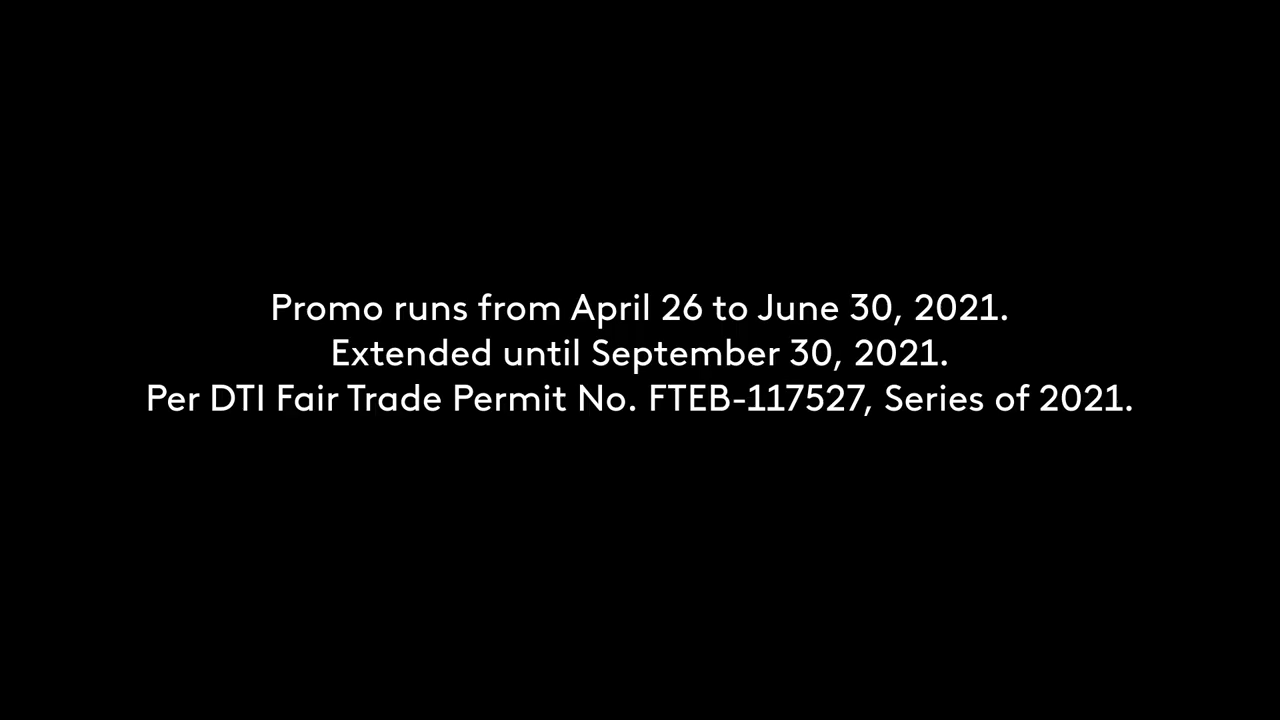 Promo runs from April 26 to June 30, 2021.
Extended until September 30, 2021.
Per DTI Fair Trade Permit No. FTEB-117527, Series of 2021.